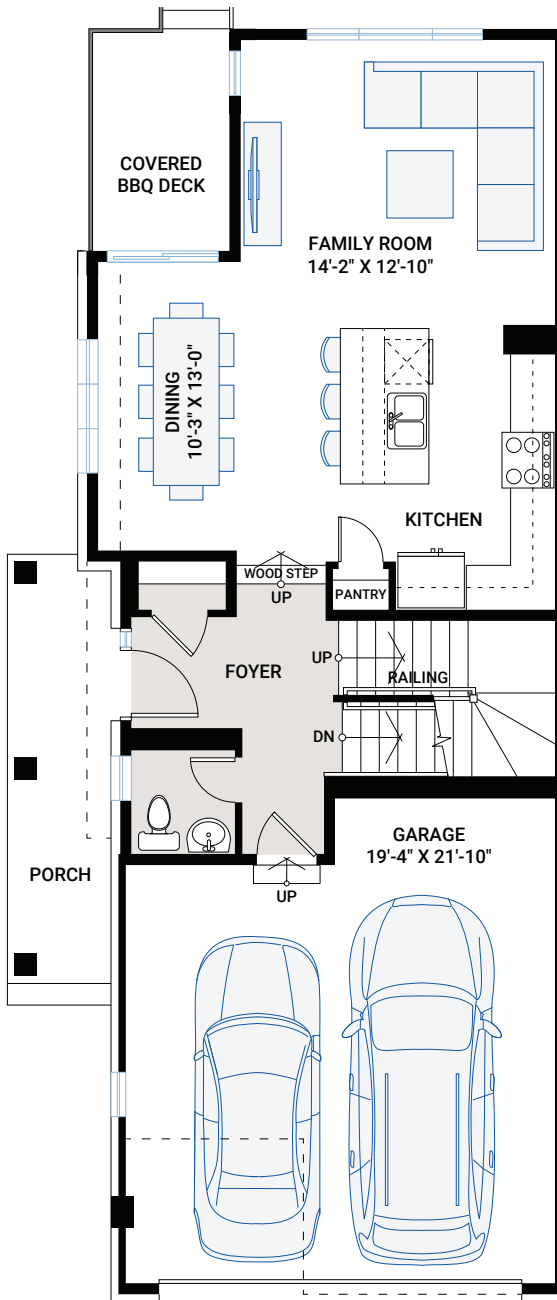 COVERED
BBQ DECK
FAMILY ROOM
14'-2" X 12'-10"
DINING
10'-3" X 13'-0"
KITCHEN
WOOD STEP
UP
PANTRY
FOYER
UP
RAILING
DN
GARAGE
19'-4" X 21'-10"
PORCH
UP